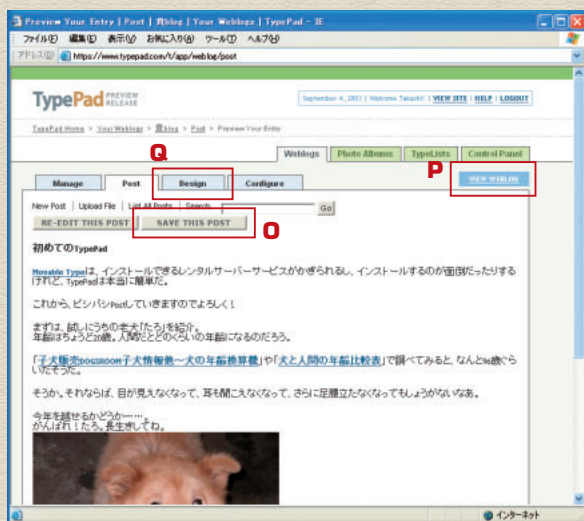 Preview Your Entry | Post | 貴blog | Your Weblogs | TypePad - IE
ファイル(F) 編集(E) 表示(V) お気に入り(A) ツール(T) ヘルプ(H)
アドレス(D) https://www.typepad.com/t/app/weblog/post
TypePad PREVIEW RELEASE
September 4, 2003 | Welcome Takashi! | VIEW SITE | HELP | LOGOUT
TypePad Home > Your Weblogs > 貴blog > Post > Preview Your Entry
Q
Weblogs Photo Albums TypeLists Control Panel
P
Manage Post Design Configure
VIEW WEBLOG
New Post | Upload File | List All Posts | Search Go
RE-EDIT THIS POST SAVE THIS POST
O
初めてのTypePad
Movable Typeは、インストールできるレンタルサーバーサービスがかぎられるし、インストールするのが面倒だったりする
けれど、TypePadは本当に簡単だ。
これから、ビシバシPostしていきますのでよろしく！
まずは、試しにうちの老犬「たろ」を紹介。
年齢はちょうど20歳。人間だとどのくらいの年齢になるのだろう。
「子犬販売DOGSROOM子犬情報他～犬の年齢換算機」や「犬と人間の年齢比較表」で調べてみると、なんと96歳ぐら
いだそうだ。
そうか。それならば、目が見えなくなって、耳も聞こえなくなって、さらに足腰立たなくなってもしょうがないなあ。
今年を越せるかどうか……。
がんばれ！たろ。長生きしてね。
インターネット